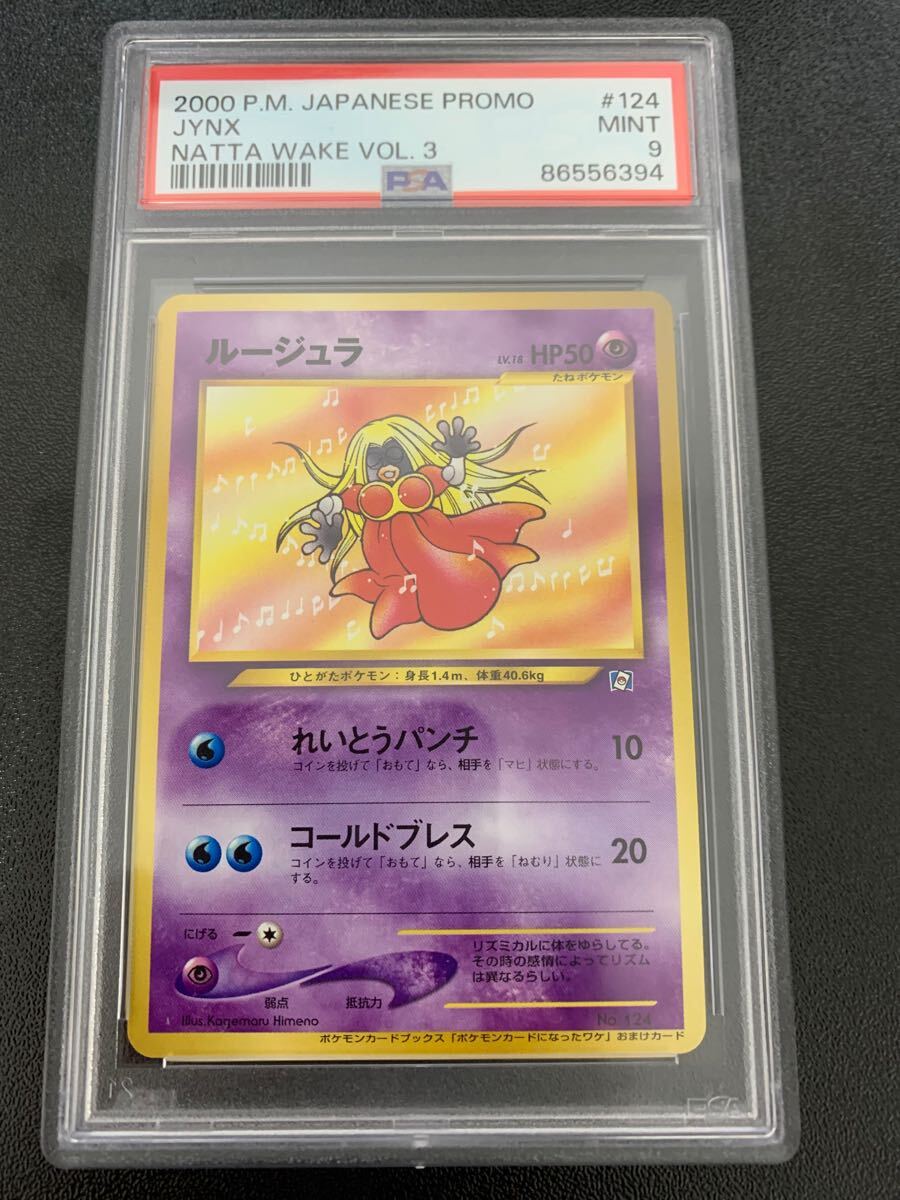 2000 P.M. JAPANESE PROMO #124
JYNX MINT
NATTA WAKE VOL. 3 9
PSA 86556394
ルージュラ LV.18 HP50
たねポケモン
ひとがたポケモン：身長1.4m、体重40.6kg
れいとうパンチ 10
コインを投げて「おもて」なら、相手を「マヒ」状態にする。
コールドブレス 20
コインを投げて「おもて」なら、相手を「ねむり」状態に
する。
にげる
弱点 抵抗力
リズミカルに体をゆらしてる。
その時の感情によってリズム
は異なるらしい。
Illus.Kagemaru Himeno No.124
ポケモンカードブックス「ポケモンカードになったワケ」おまけカード